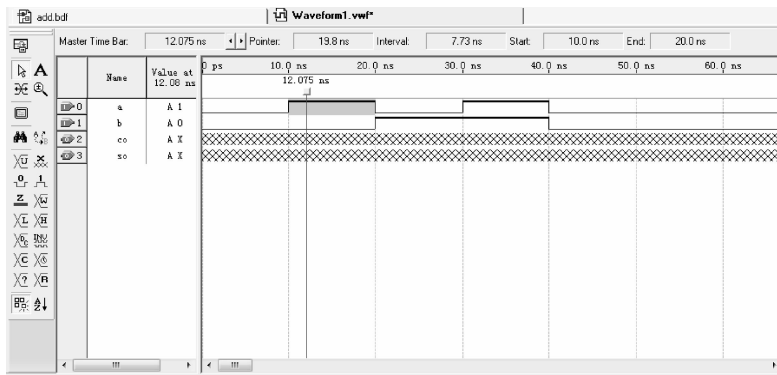 add.bdf
Waveform1.vwf*
Master Time Bar: 12.075 ns Pointer: 19.8 ns Interval: 7.73 ns Start: 10.0 ns End: 20.0 ns
Name Value at 12.08 ns
0 ps 10.0 ns 20.0 ns 30.0 ns 40.0 ns 50.0 ns 60.0 ns
12.075 ns
0 a A 1
1 b A 0
2 co A X
3 so A X